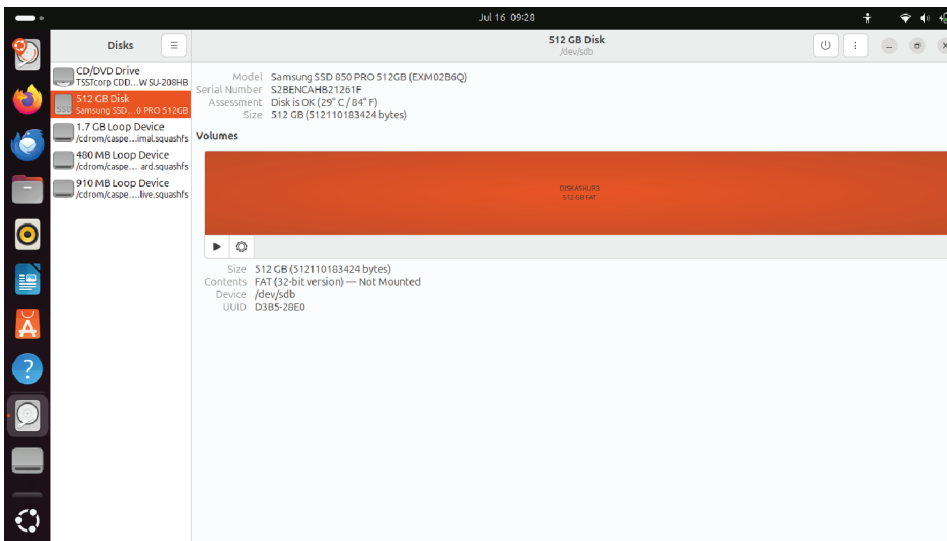 Jul 16 09:28
Disks
512 GB Disk
/dev/sdb
CD/DVD Drive
TSSTcorp CDD...W SU-208HB
512 GB Disk
Samsung SSD...0 PRO 512GB
1.7 GB Loop Device
/cdrom/caspe...imal.squashfs
480 MB Loop Device
/cdrom/caspe... ard.squashfs
910 MB Loop Device
/cdrom/caspe....live.squashfs
Model Samsung SSD 850 PRO 512GB (EXM02B6Q)
Serial Number S2BENCAHB21261F
Assessment Disk is OK (29° C / 84° F)
Size 512 GB (512110183424 bytes)
Volumes
DISKASHUR3
512 GB FAT
Size 512 GB (512110183424 bytes)
Contents FAT (32-bit version) — Not Mounted
Device /dev/sdb
UUID D3B5-28E0